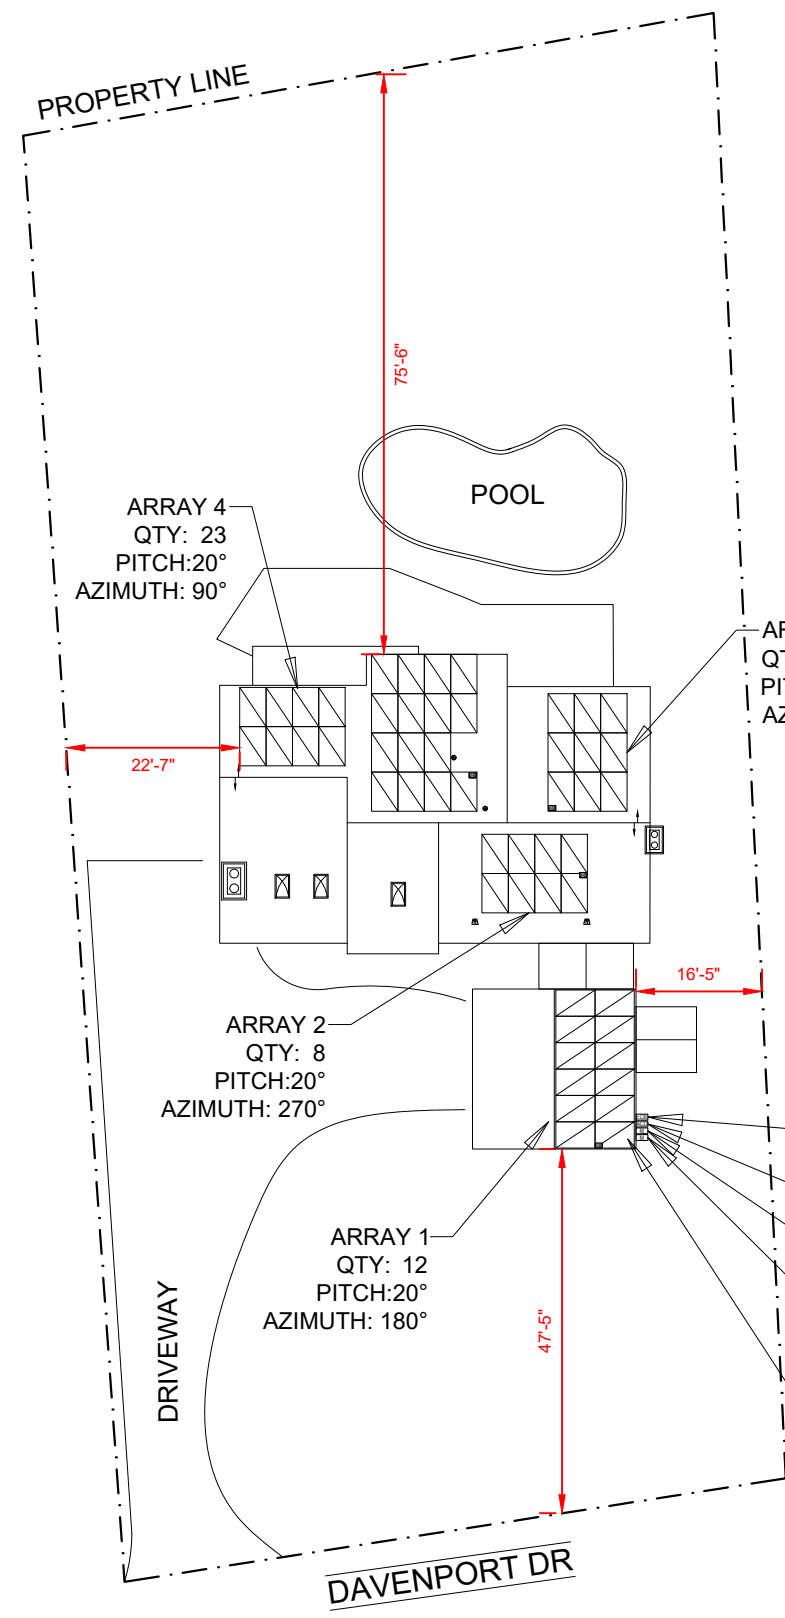 PROPERTY LINE
75'-6"
POOL
ARRAY 4
QTY: 23
PITCH:20°
AZIMUTH: 90°
22'-7"
16'-5"
ARRAY 2
QTY: 8
PITCH:20°
AZIMUTH: 270°
ARRAY 1
QTY: 12
PITCH:20°
AZIMUTH: 180°
47'-5"
DRIVEWAY
DAVENPORT DR